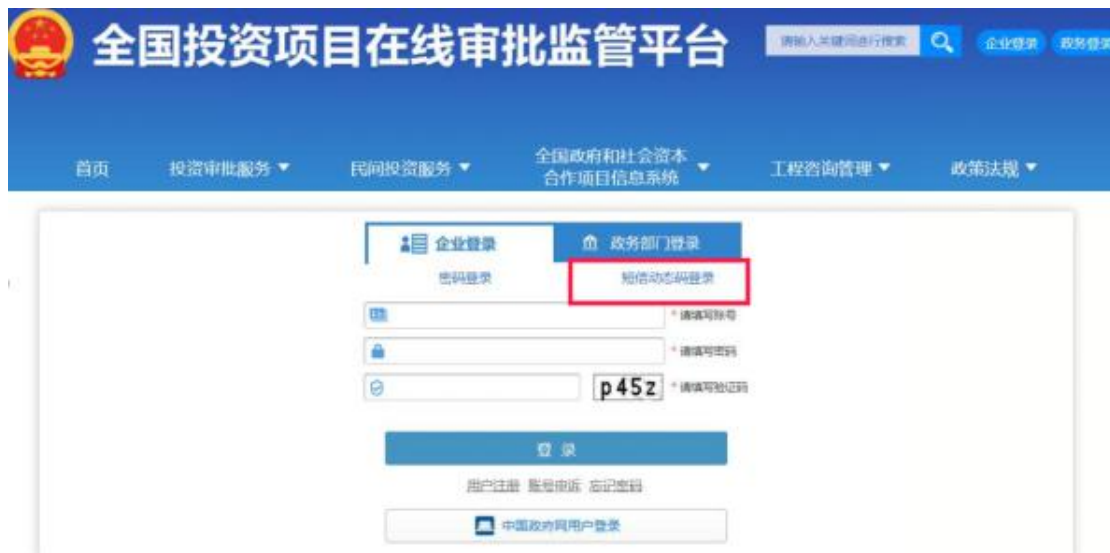 全国投资项目在线审批监管平台
请输入关键词进行搜索
企业登录
政务登录
首页
投资审批服务
民间投资服务
全国政府和社会资本
合作项目信息系统
工程咨询管理
政策法规
企业登录
政务部门登录
密码登录
短信动态码登录
* 请填写账号
* 请填写密码
p45z
* 请填写验证码
登 录
用户注册 账号申诉 忘记密码
中国政府网用户登录